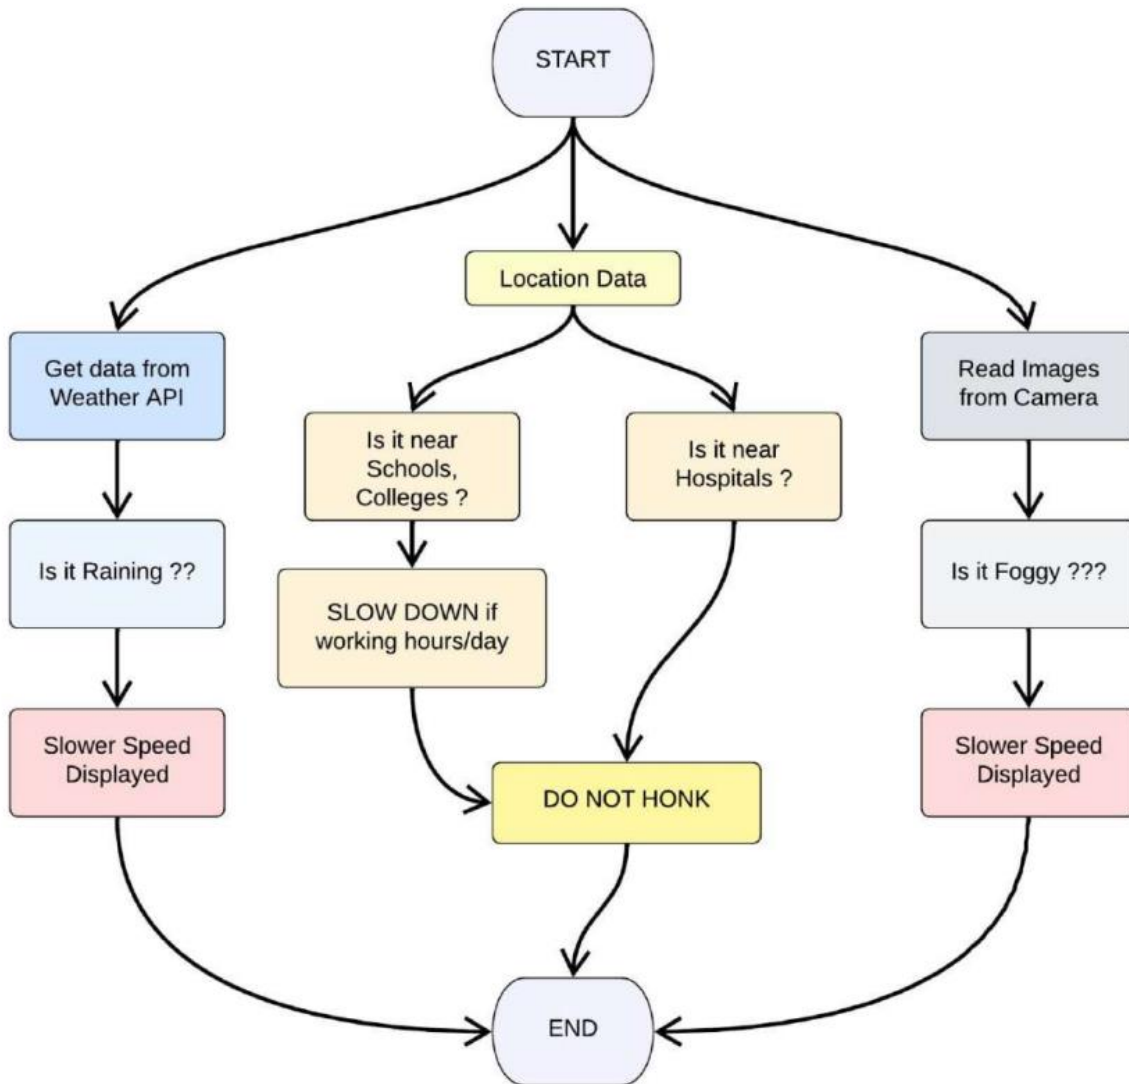 START
Location Data
Get data from
Weather API
Read Images
from Camera
Is it near
Schools,
Colleges ?
Is it near
Hospitals ?
Is it Raining ??
Is it Foggy ???
SLOW DOWN if
working hours/day
Slower Speed
Displayed
Slower Speed
Displayed
DO NOT HONK
END